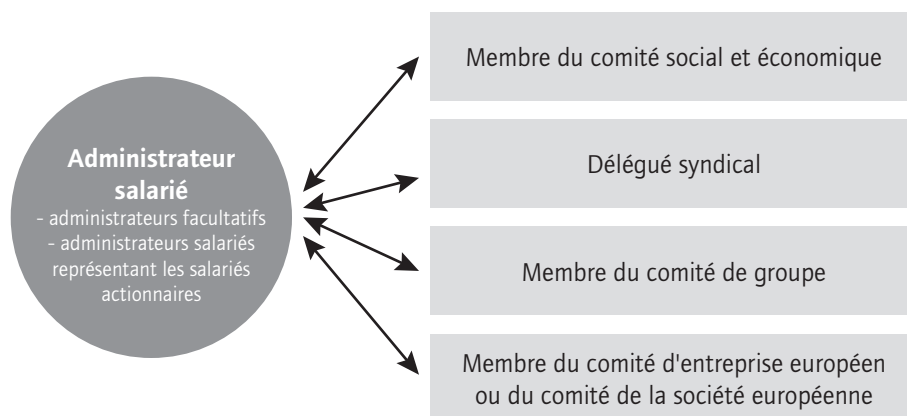 Administrateur
salarié
- administrateurs facultatifs
- administrateurs salariés
représentant les salariés
actionnaires
Membre du comité social et économique
Délégué syndical
Membre du comité de groupe
Membre du comité d'entreprise européen
ou du comité de la société européenne